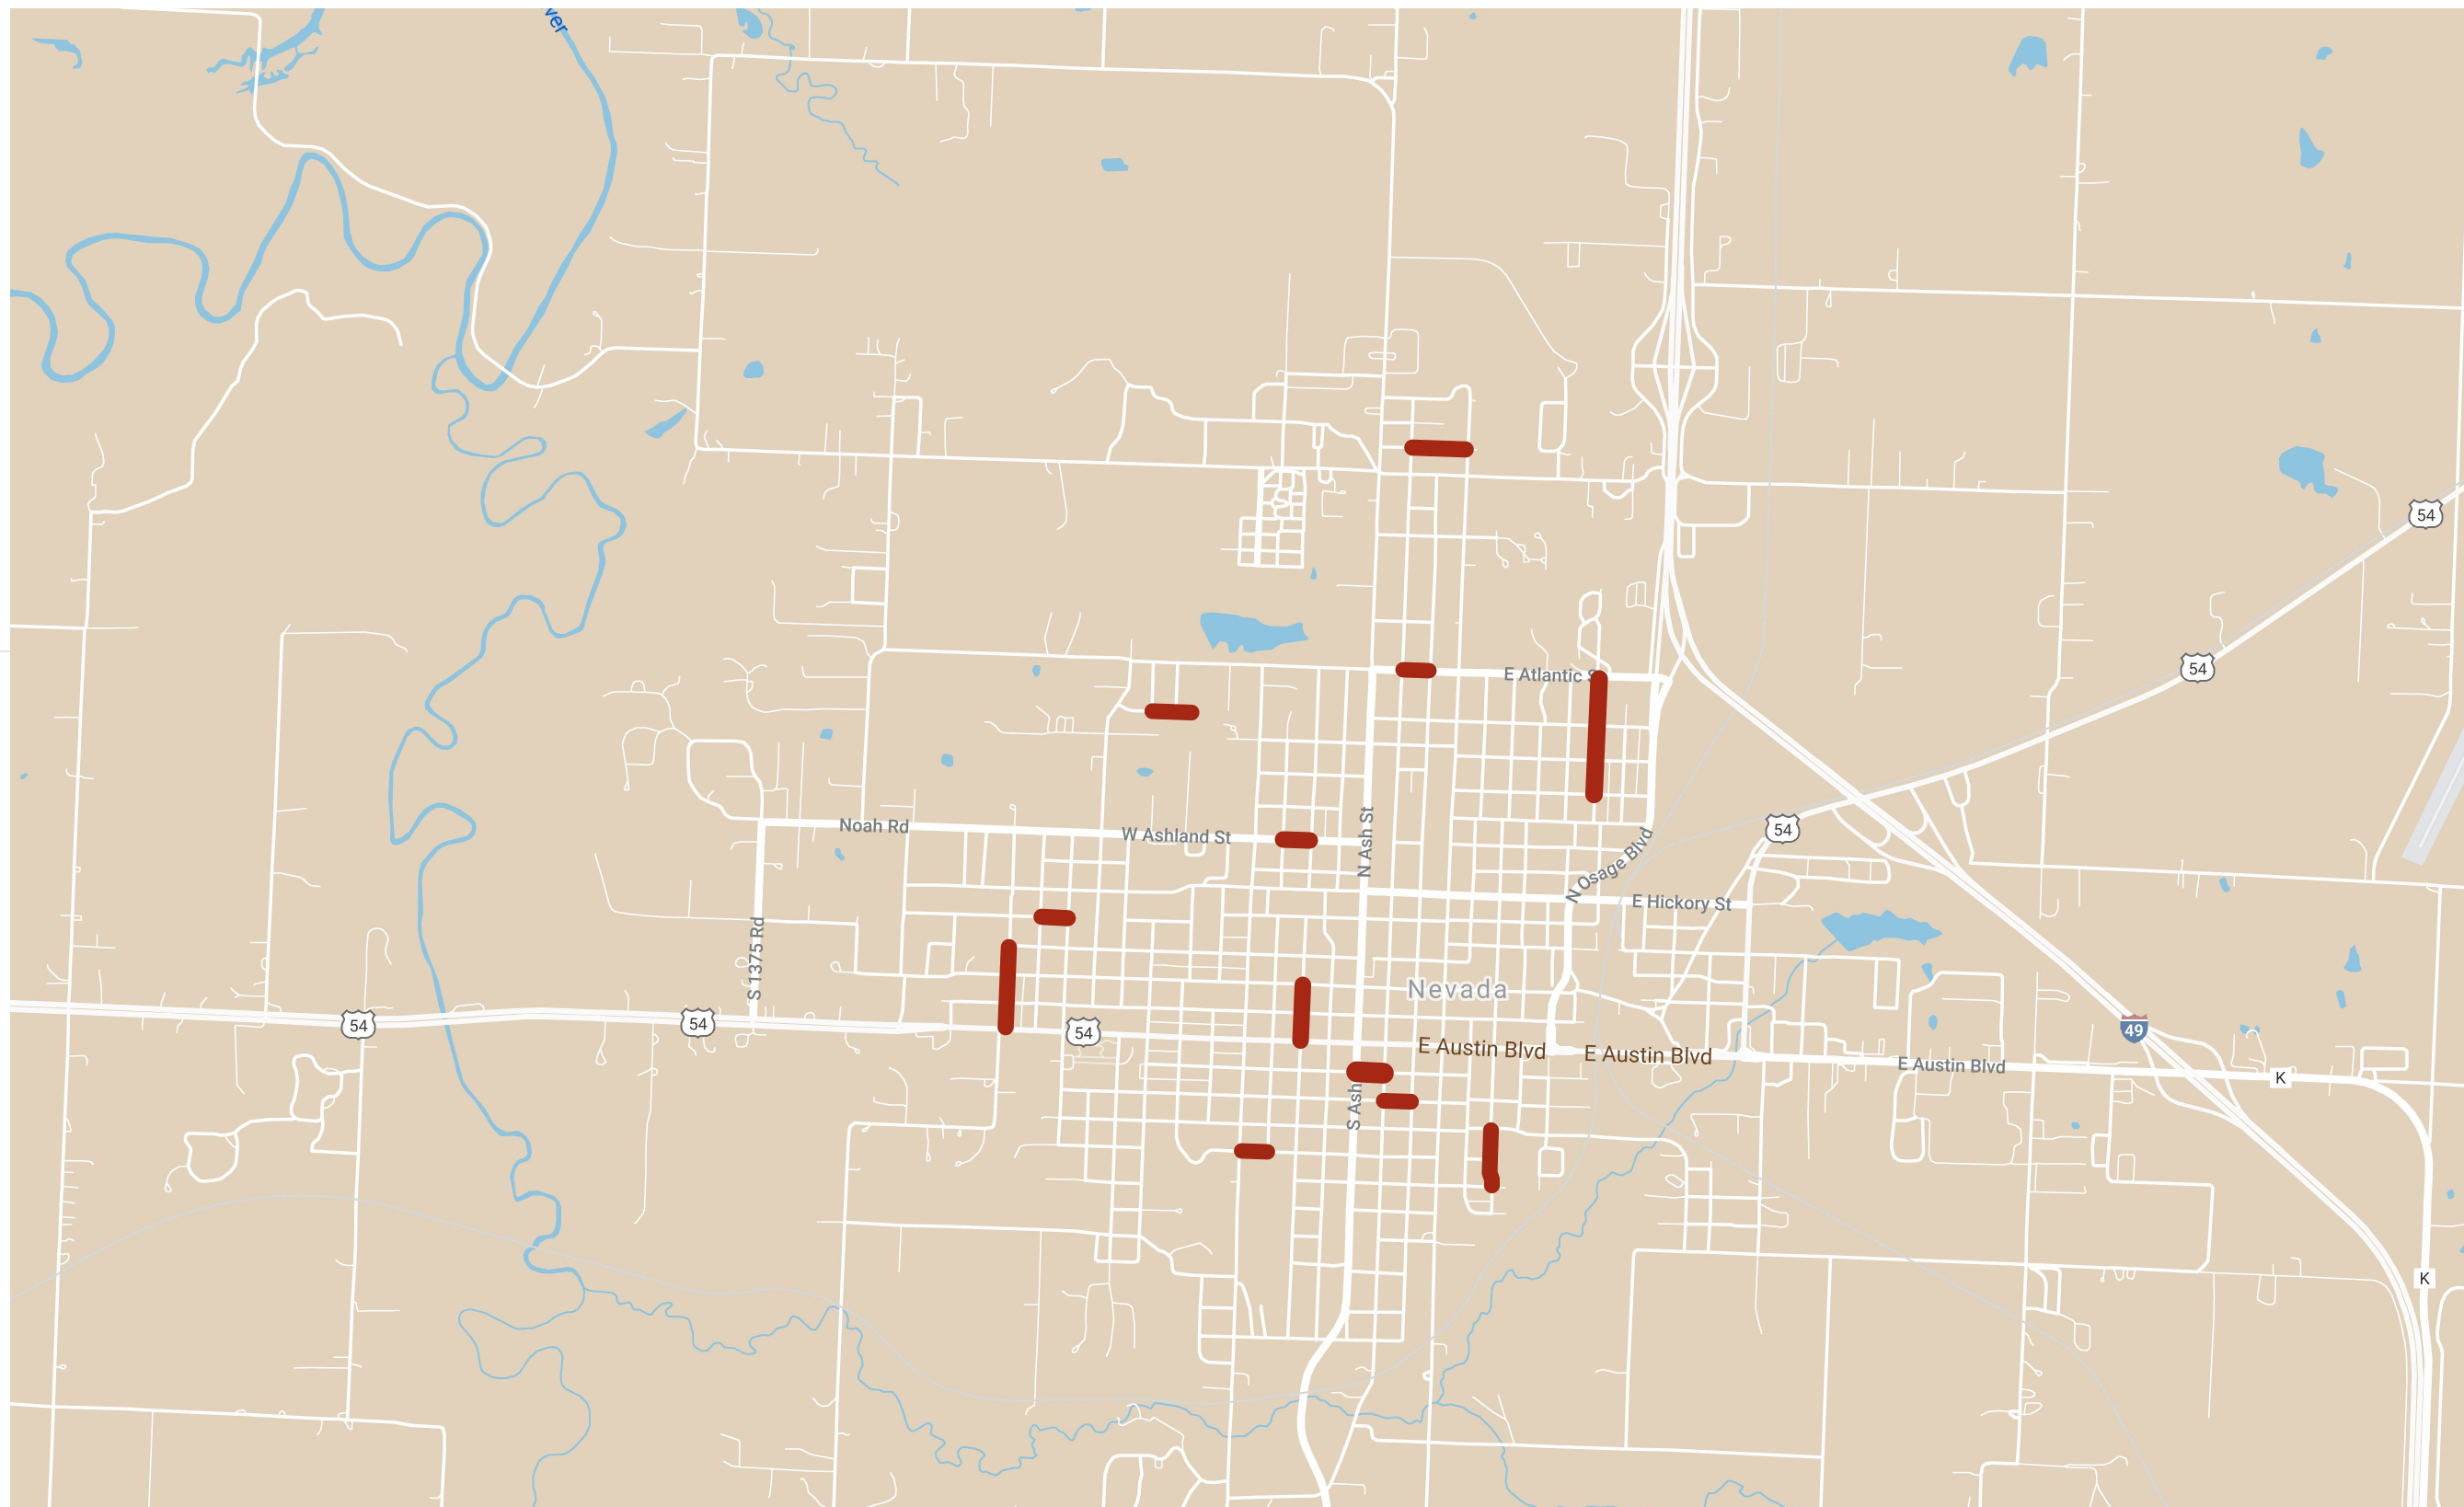 ver
54
54
E Atlantic S
Noah Rd
W Ashland St
N Ash St
54
N Osage Blvd
E Hickory St
S 1375 Rd
Nevada
54
54
54
49
E Austin Blvd
E Austin Blvd
E Austin Blvd
K
S Ash
K